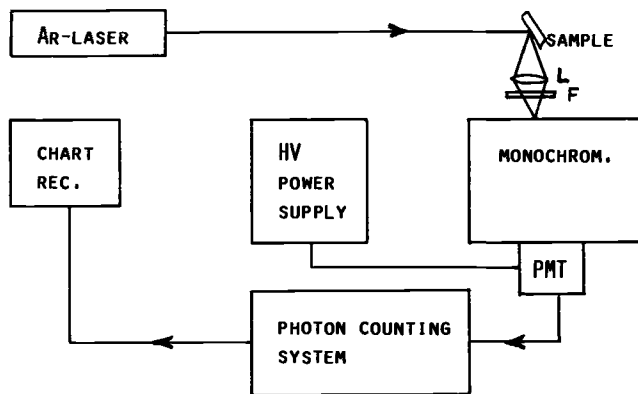 AR-LASER
SAMPLE
L
F
CHART
REC.
HV
POWER
SUPPLY
MONOCHROM.
PMT
PHOTON COUNTING
SYSTEM